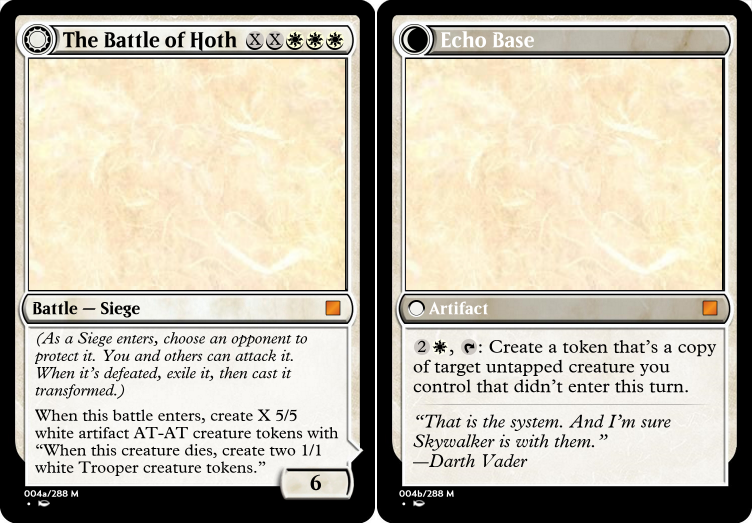 The Battle of Hoth X X
Battle — Siege
(As a Siege enters, choose an opponent to
protect it. You and others can attack it.
When it's defeated, exile it, then cast it
transformed.)
When this battle enters, create X 5/5
white artifact AT-AT creature tokens with
“When this creature dies, create two 1/1
white Trooper creature tokens.”
6
004a/288 M
Echo Base
Artifact
2 , : Create a token that's a copy
of target untapped creature you
control that didn't enter this turn.
“That is the system. And I'm sure
Skywalker is with them.”
—Darth Vader
004b/288 M